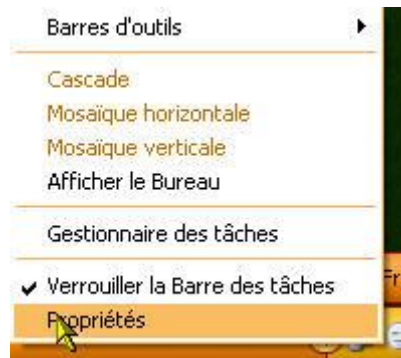 Barres d'outils
Cascade
Mosaïque horizontale
Mosaïque verticale
Afficher le Bureau
Gestionnaire des tâches
Verrouiller la Barre des tâches
Propriétés
Fr